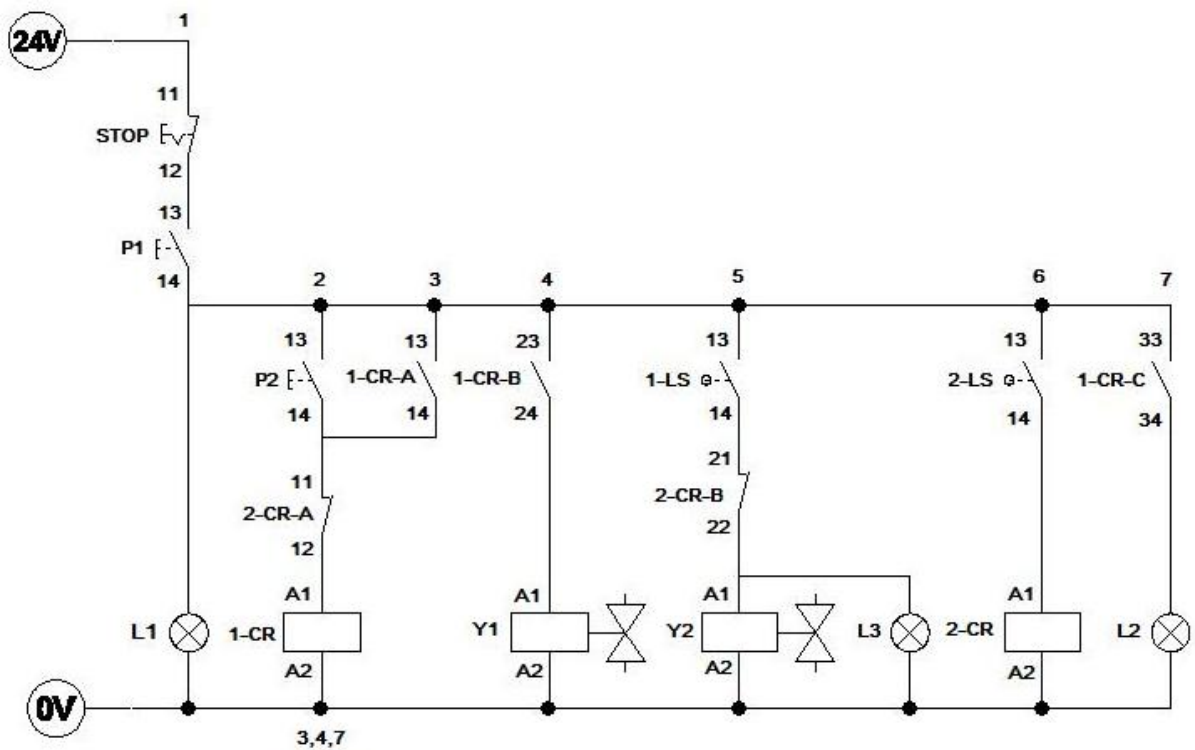 1
24V
11
STOP
12
13
P1
14
2 3 4 5 6 7
13 13 23 13 13 33
P2 1-CR-A 1-CR-B 1-LS 2-LS 1-CR-C
14 14 24 14 14 34
11 21
2-CR-A 2-CR-B
12 22
A1 A1 A1 A1
L1 1-CR Y1 Y2 L3 2-CR L2
A2 A2 A2 A2
0V
3,4,7